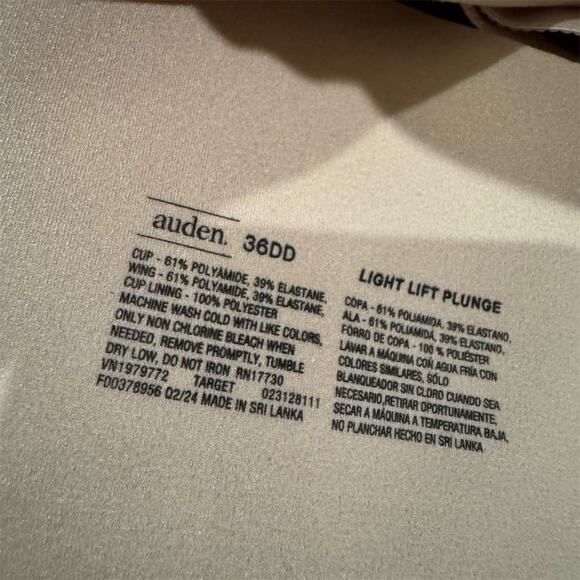 auden. 36DD
CUP - 61% POLYAMIDE, 39% ELASTANE,
WING - 61% POLYAMIDE, 39% ELASTANE,
CUP LINING - 100% POLYESTER
MACHINE WASH COLD WITH LIKE COLORS,
ONLY NON CHLORINE BLEACH WHEN
NEEDED, REMOVE PROMPTLY, TUMBLE
DRY LOW, DO NOT IRON RN17730
VN1979772 TARGET 023128111
F00378956 02/24 MADE IN SRI LANKA
LIGHT LIFT PLUNGE
COPA - 61% POLIAMIDA, 39% ELASTANO,
ALA - 61% POLIAMIDA, 39% ELASTANO,
FORRO DE COPA - 100 % POLIÉSTER
LAVAR A MÁQUINA CON AGUA FRÍA CON
COLORES SIMILARES, SÓLO
BLANQUEADOR SIN CLORO CUANDO SEA
NECESARIO,RETIRAR OPORTUNAMENTE,
SECAR A MÁQUINA A TEMPERATURA BAJA,
NO PLANCHAR HECHO EN SRI LANKA